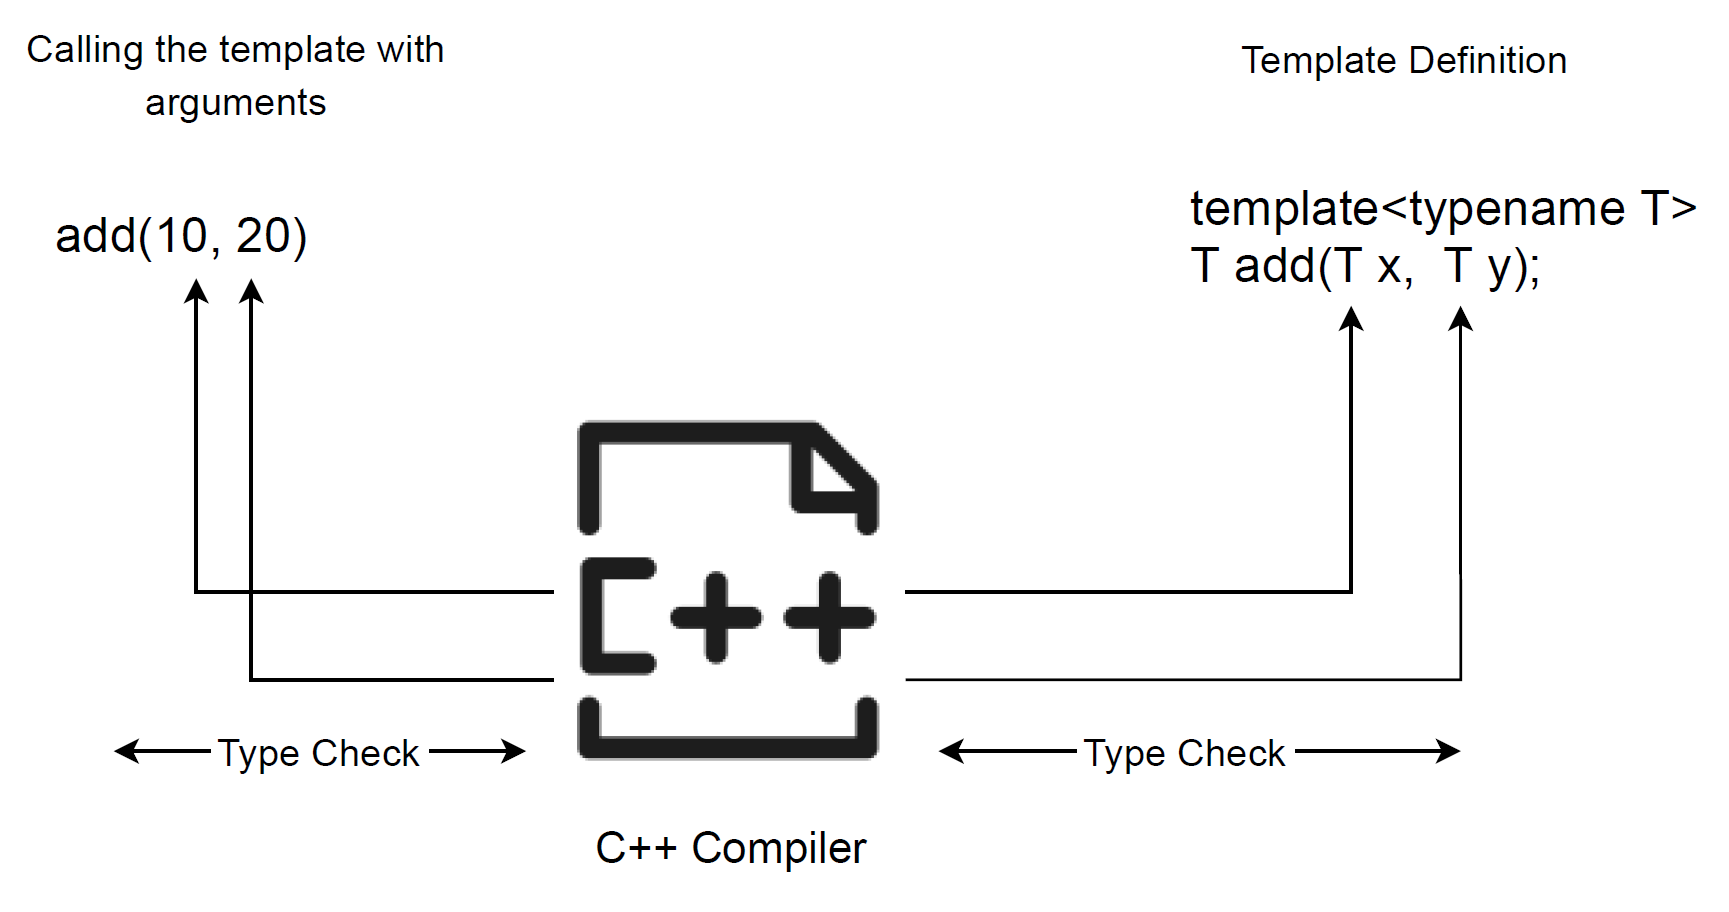 Calling the template with
arguments
Template Definition
add(10, 20)
template<typename T>
T add(T x,  T y);
C++
Type Check
Type Check
C++ Compiler